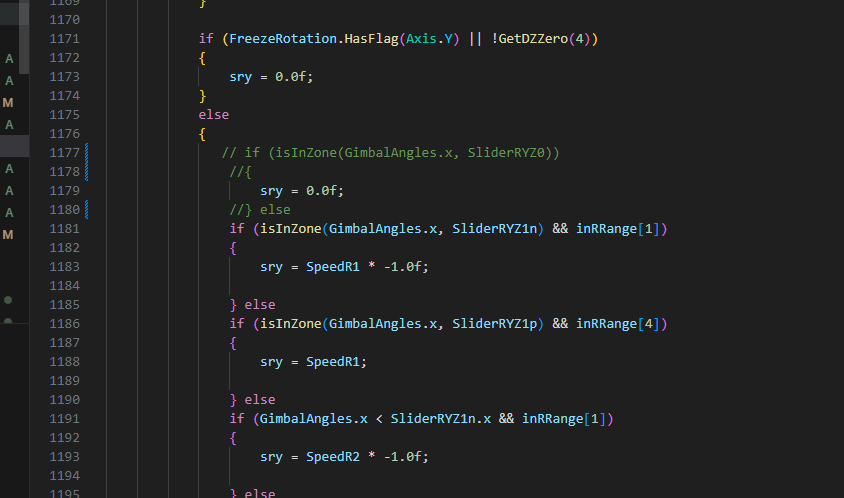 1169 }
1170
A 1171 if (FreezeRotation.HasFlag(Axis.Y) || !GetDZZero(4))
A 1172 {
M 1173 sry = 0.0f;
A 1174 }
1175 else
1176 {
1177 // if (isInZone(GimbalAngles.x, SliderRYZ0))
A 1178 //{
A 1179 sry = 0.0f;
A 1180 //} else
M 1181 if (isInZone(GimbalAngles.x, SliderRYZ1n) && inRRange[1])
1182 {
1183 sry = SpeedR1 * -1.0f;
1184
1185 } else
1186 if (isInZone(GimbalAngles.x, SliderRYZ1p) && inRRange[4])
1187 {
1188 sry = SpeedR1;
1189
1190 } else
1191 if (GimbalAngles.x < SliderRYZ1n.x && inRRange[1])
1192 {
1193 sry = SpeedR2 * -1.0f;
1194
1195 } else